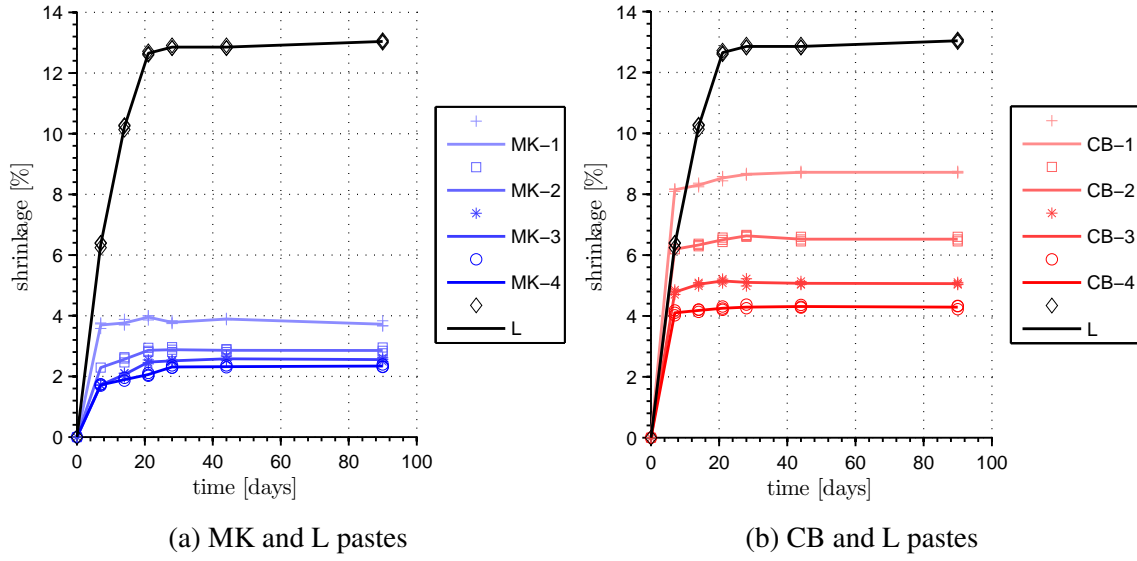 14
12
10
8
6
4
2
0
shrinkage [%]
0 20 40 60 80 100
time [days]
MK−1
MK−2
MK−3
MK−4
L
(a) MK and L pastes
14
12
10
8
6
4
2
0
shrinkage [%]
0 20 40 60 80 100
time [days]
CB−1
CB−2
CB−3
CB−4
L
(b) CB and L pastes